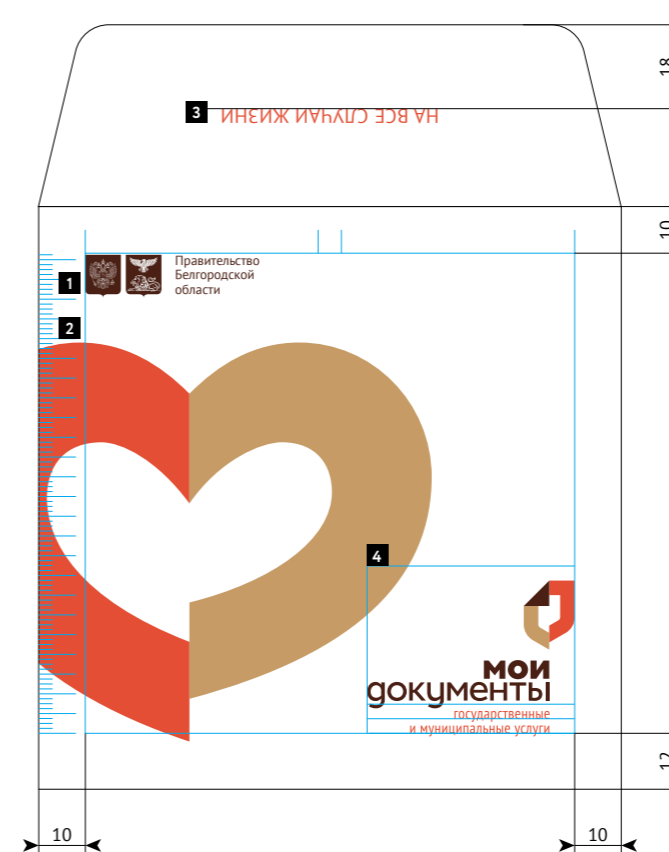 18
3 НА ВСЕ СЛУЧАИ ЖИЗНИ
10
1
Правительство
Белгородской
области
2
4
мои
документы
государственные
и муниципальные услуги
12
10
10